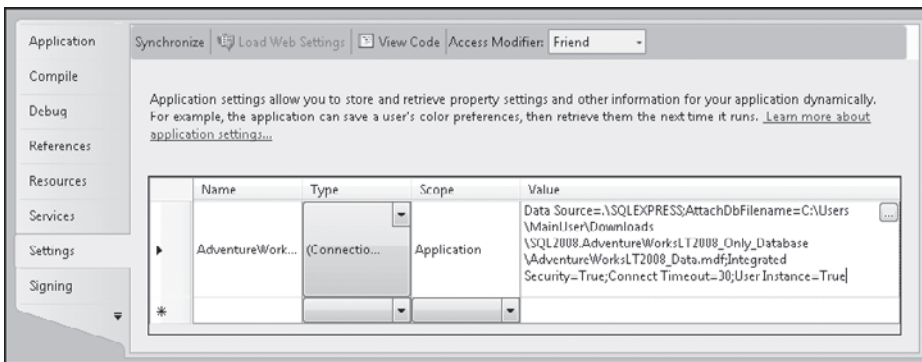 Application
Synchronize Load Web Settings View Code Access Modifier: Friend
Compile
Debug
References
Resources
Services
Settings
Signing
Application settings allow you to store and retrieve property settings and other information for your application dynamically.
For example, the application can save a user's color preferences, then retrieve them the next time it runs. Learn more about
application settings...
Name Type Scope Value
AdventureWork... (Connectio... Application
Data Source=.\SQLEXPRESS;AttachDbFilename=C:\Users
\MainUser\Downloads
\SQL2008.AdventureWorksLT2008_Only_Database
\AdventureWorksLT2008_Data.mdf;Integrated
Security=True;Connect Timeout=30;User Instance=True
...